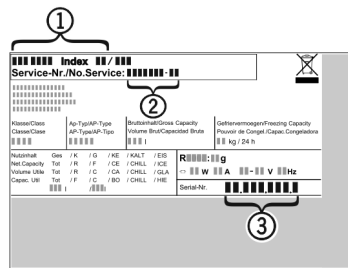 1
Index /
Service-Nr./No.Service: -
2
Klasse/Class
Classe/Clase
Ap-Typ/AP-Type
AP-Type/AP-Tipo
Bruttoinhalt/Gross Capacity
Volume Brut/Capacidad Bruta
l
Gefriervermoegen/Freezing Capacity
Pouvoir de Congel./Capac.Congeladora
kg / 24 h
Nutzinhalt Ges / K / G / KE / KALT / EIS
Net.Capacity Tot / R / F / CE / CHILL / ICE
Volume Utile Tot / R / C / CA / CHILL / GLA
Capac. Util Tot / F / C / BO / CHILL / HIE
l /
R : g
W A - V Hz
Serial-Nr. . . .
3